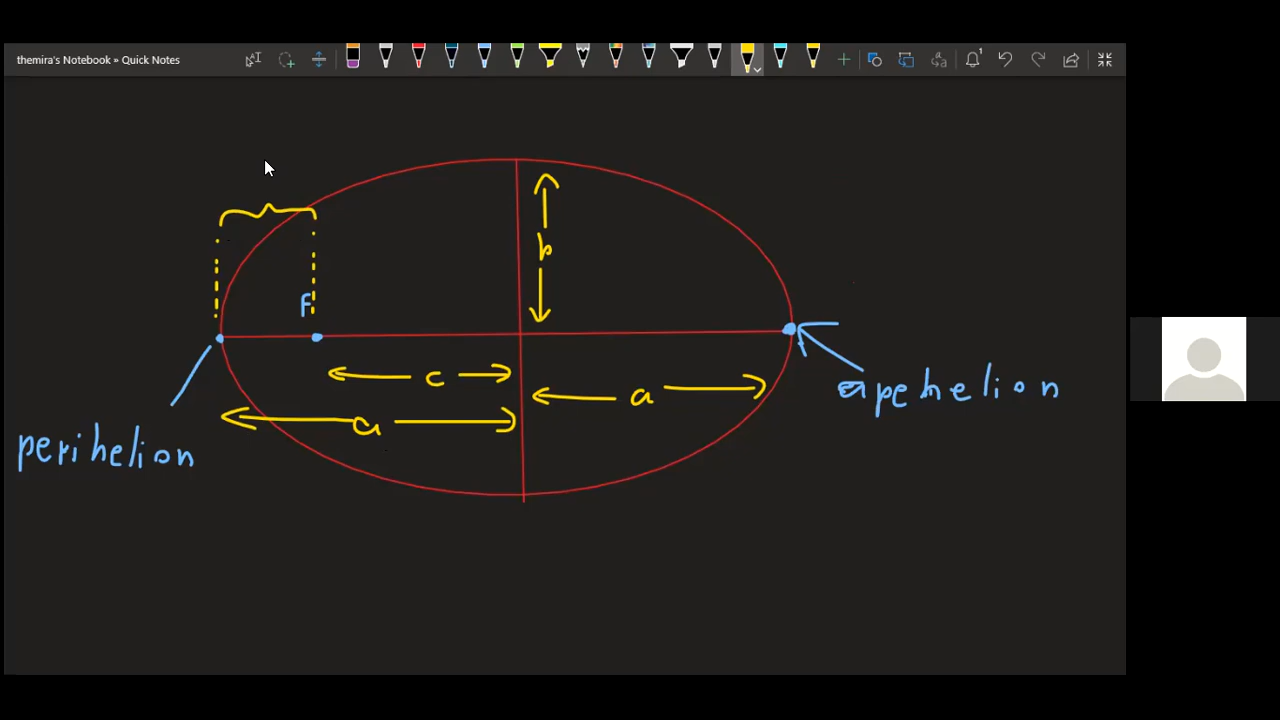 themira's Notebook » Quick Notes
b
F
c
a
a
apehelion
perihelion